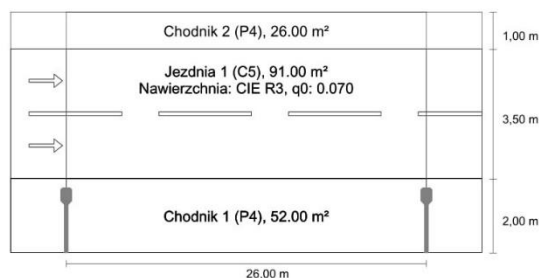 Chodnik 2 (P4), 26.00 m²
1,00 m
Jezdnia 1 (C5), 91.00 m²
Nawierzchnia: CIE R3, q0: 0.070
3,50 m
Chodnik 1 (P4), 52.00 m²
2,00 m
26.00 m